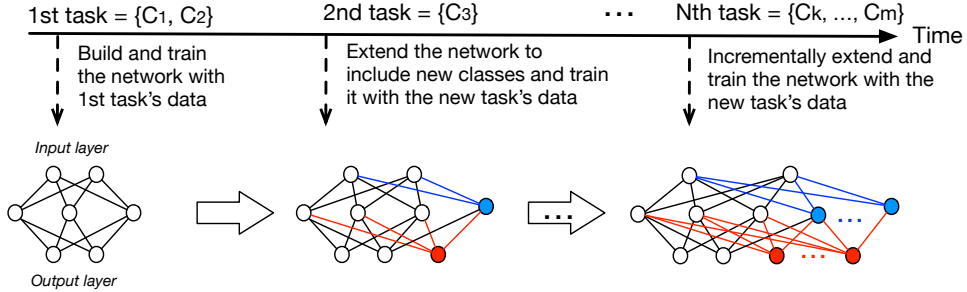 1st task = {C1, C2}
2nd task = {C3}
...
Nth task = {Ck, ..., Cm}
Time
Build and train
the network with
1st task's data
Extend the network to
include new classes and train
it with the new task's data
Incrementally extend and
train the network with the
new task's data
Input layer
Output layer
...
...
...